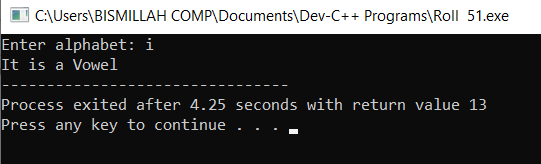 C:\Users\BISMILLAH COMP\Documents\Dev-C++ Programs\Roll  51.exe
Enter alphabet: i
It is a Vowel
--------------------------------
Process exited after 4.25 seconds with return value 13
Press any key to continue . . .